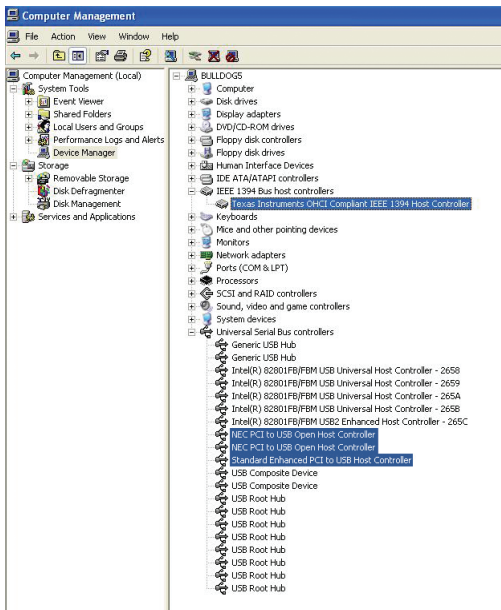 Computer Management
File Action View Window Help
Computer Management (Local)
System Tools
Event Viewer
Shared Folders
Local Users and Groups
Performance Logs and Alerts
Device Manager
Storage
Removable Storage
Disk Defragmenter
Disk Management
Services and Applications
BULLDOG5
Computer
Disk drives
Display adapters
DVD/CD-ROM drives
Floppy disk controllers
Floppy disk drives
Human Interface Devices
IDE ATA/ATAPI controllers
IEEE 1394 Bus host controllers
Texas Instruments OHCI Compliant IEEE 1394 Host Controller
Keyboards
Mice and other pointing devices
Monitors
Network adapters
Ports (COM & LPT)
Processors
SCSI and RAID controllers
Sound, video and game controllers
System devices
Universal Serial Bus controllers
Generic USB Hub
Generic USB Hub
Intel(R) 82801FB/FBM USB Universal Host Controller - 2658
Intel(R) 82801FB/FBM USB Universal Host Controller - 2659
Intel(R) 82801FB/FBM USB Universal Host Controller - 265A
Intel(R) 82801FB/FBM USB Universal Host Controller - 265B
Intel(R) 82801FB/FBM USB2 Enhanced Host Controller - 265C
NEC PCI to USB Open Host Controller
NEC PCI to USB Open Host Controller
Standard Enhanced PCI to USB Host Controller
USB Composite Device
USB Composite Device
USB Root Hub
USB Root Hub
USB Root Hub
USB Root Hub
USB Root Hub
USB Root Hub
USB Root Hub
USB Root Hub